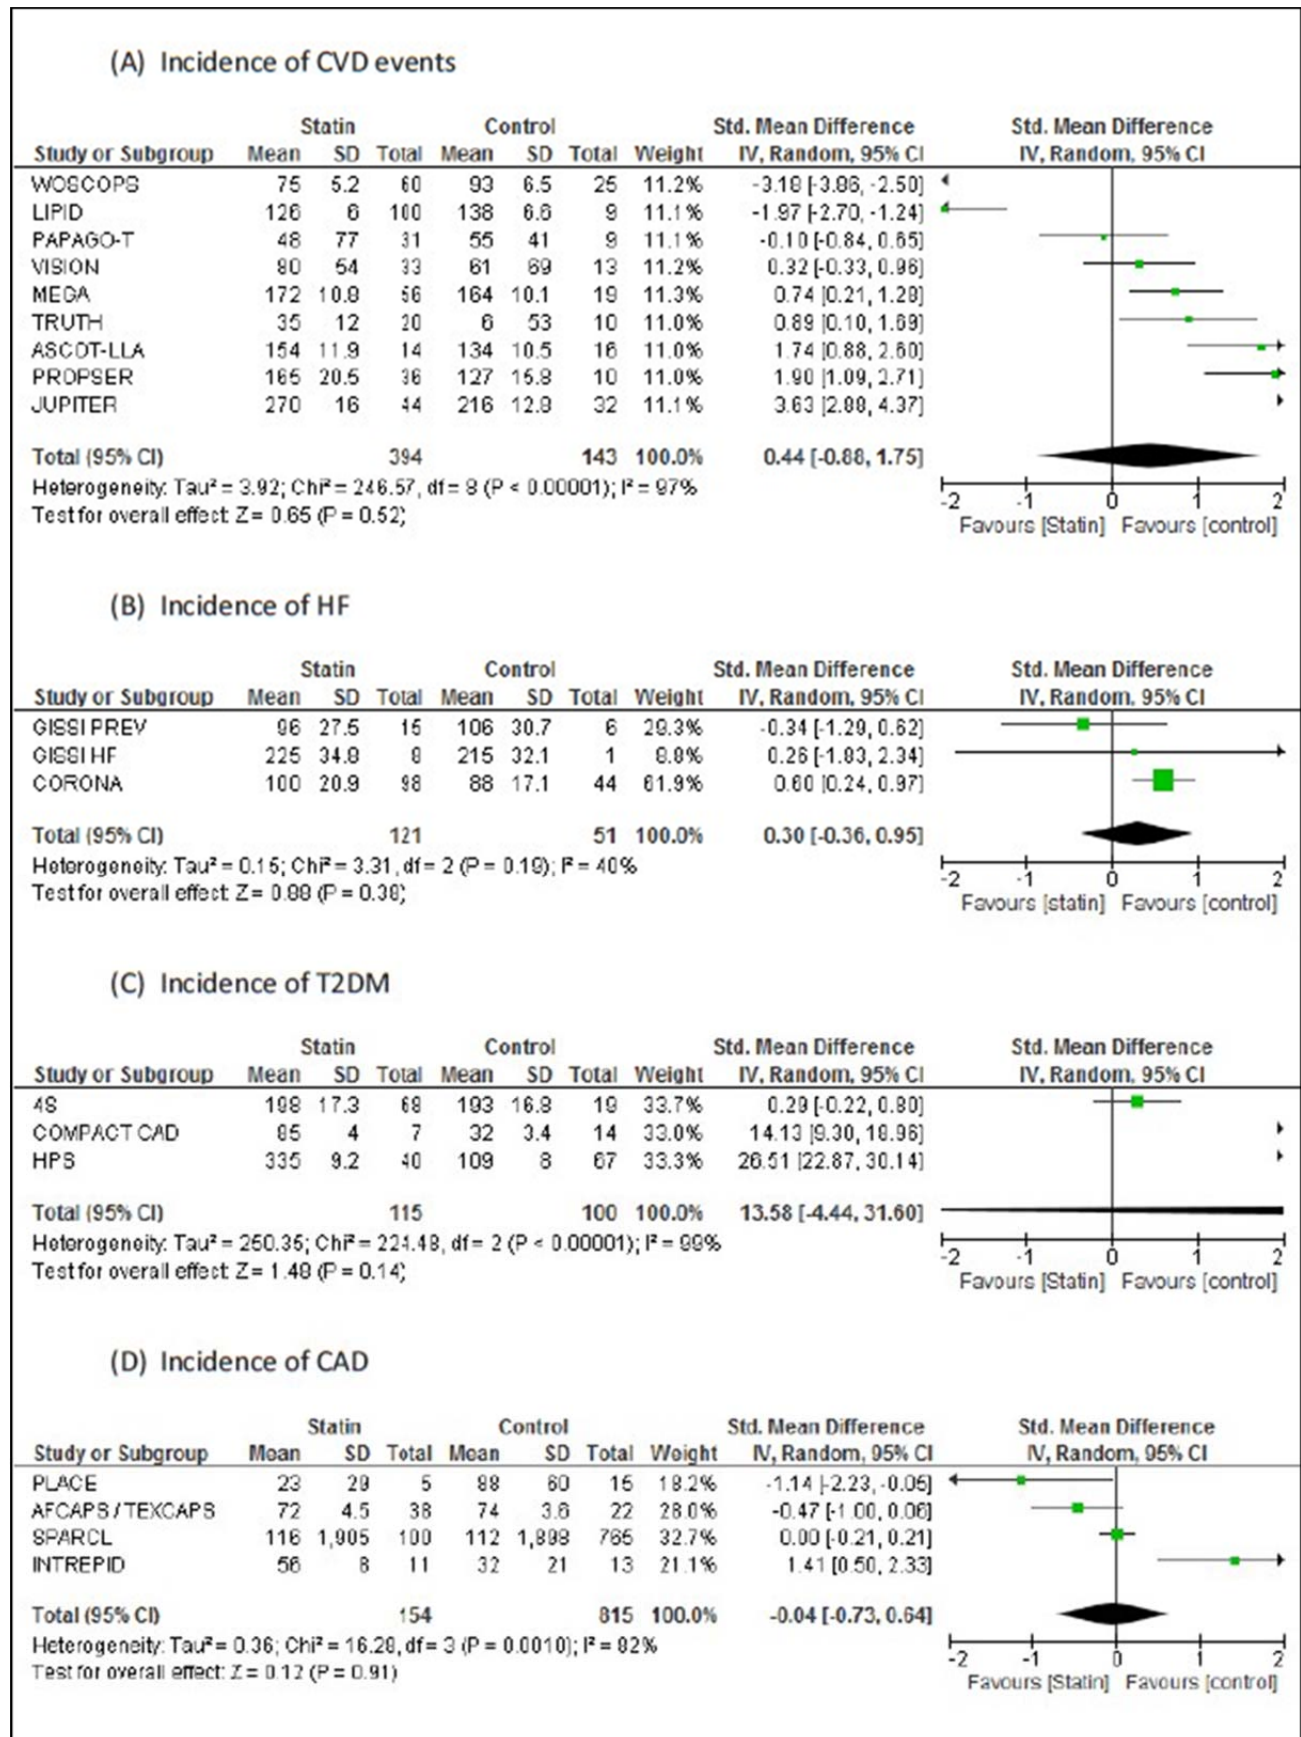 (A) Incidence of CVD events
Statin Control Std. Mean Difference Std. Mean Difference
Study or Subgroup Mean SD Total Mean SD Total Weight IV, Random, 95% CI IV, Random, 95% CI
WOSCOPS 75 5.2 60 93 6.5 25 11.2% -3.18 [-3.86, -2.50]
LIPID 126 6 100 138 6.6 9 11.1% -1.97 [-2.70, -1.24]
PAPAGO-T 48 77 31 55 41 9 11.1% -0.10 [-0.84, 0.65]
VISION 80 54 33 61 69 13 11.2% 0.32 [-0.33, 0.96]
MEGA 172 10.8 56 164 10.1 19 11.3% 0.74 [0.21, 1.28]
TRUTH 35 12 20 6 53 10 11.0% 0.89 [0.10, 1.69]
ASCOT-LLA 154 11.9 14 134 10.5 16 11.0% 1.74 [0.88, 2.60]
PROPSER 165 20.5 36 127 15.8 10 11.0% 1.90 [1.09, 2.71]
JUPITER 270 16 44 216 12.8 32 11.1% 3.63 [2.88, 4.37]
Total (95% CI) 394 143 100.0% 0.44 [-0.88, 1.75]
Heterogeneity: Tau² = 3.92; Chi² = 246.57, df = 8 (P < 0.00001); I² = 97%
Test for overall effect: Z = 0.65 (P = 0.52)
-2 -1 0 1 2
Favours [Statin] Favours [control]
(B) Incidence of HF
Statin Control Std. Mean Difference Std. Mean Difference
Study or Subgroup Mean SD Total Mean SD Total Weight IV, Random, 95% CI IV, Random, 95% CI
GISSI PREV 96 27.5 15 106 30.7 6 29.3% -0.34 [-1.29, 0.62]
GISSI HF 225 34.8 8 215 32.1 1 8.8% 0.26 [-1.83, 2.34]
CORONA 100 20.9 98 88 17.1 44 61.9% 0.60 [0.24, 0.97]
Total (95% CI) 121 51 100.0% 0.30 [-0.36, 0.95]
Heterogeneity: Tau² = 0.15; Chi² = 3.31, df = 2 (P = 0.19); I² = 40%
Test for overall effect: Z = 0.88 (P = 0.38)
-2 -1 0 1 2
Favours [statin] Favours [control]
(C) Incidence of T2DM
Statin Control Std. Mean Difference Std. Mean Difference
Study or Subgroup Mean SD Total Mean SD Total Weight IV, Random, 95% CI IV, Random, 95% CI
4S 198 17.3 68 193 16.8 19 33.7% 0.29 [-0.22, 0.80]
COMPACT CAD 85 4 7 32 3.4 14 33.0% 14.13 [9.30, 18.96]
HPS 335 9.2 40 109 8 67 33.3% 26.51 [22.87, 30.14]
Total (95% CI) 115 100 100.0% 13.58 [-4.44, 31.60]
Heterogeneity: Tau² = 250.35; Chi² = 224.48, df = 2 (P < 0.00001); I² = 99%
Test for overall effect: Z = 1.48 (P = 0.14)
-2 -1 0 1 2
Favours [Statin] Favours [control]
(D) Incidence of CAD
Statin Control Std. Mean Difference Std. Mean Difference
Study or Subgroup Mean SD Total Mean SD Total Weight IV, Random, 95% CI IV, Random, 95% CI
PLACE 23 29 5 88 60 15 18.2% -1.14 [-2.23, -0.05]
AFCAPS / TEXCAPS 72 4.5 38 74 3.6 22 28.0% -0.47 [-1.00, 0.06]
SPARCL 116 1,905 100 112 1,898 765 32.7% 0.00 [-0.21, 0.21]
INTREPID 56 8 11 32 21 13 21.1% 1.41 [0.50, 2.33]
Total (95% CI) 154 815 100.0% -0.04 [-0.73, 0.64]
Heterogeneity: Tau² = 0.36; Chi² = 16.28, df = 3 (P = 0.0010); I² = 82%
Test for overall effect: Z = 0.12 (P = 0.91)
-2 -1 0 1 2
Favours [Statin] Favours [control]